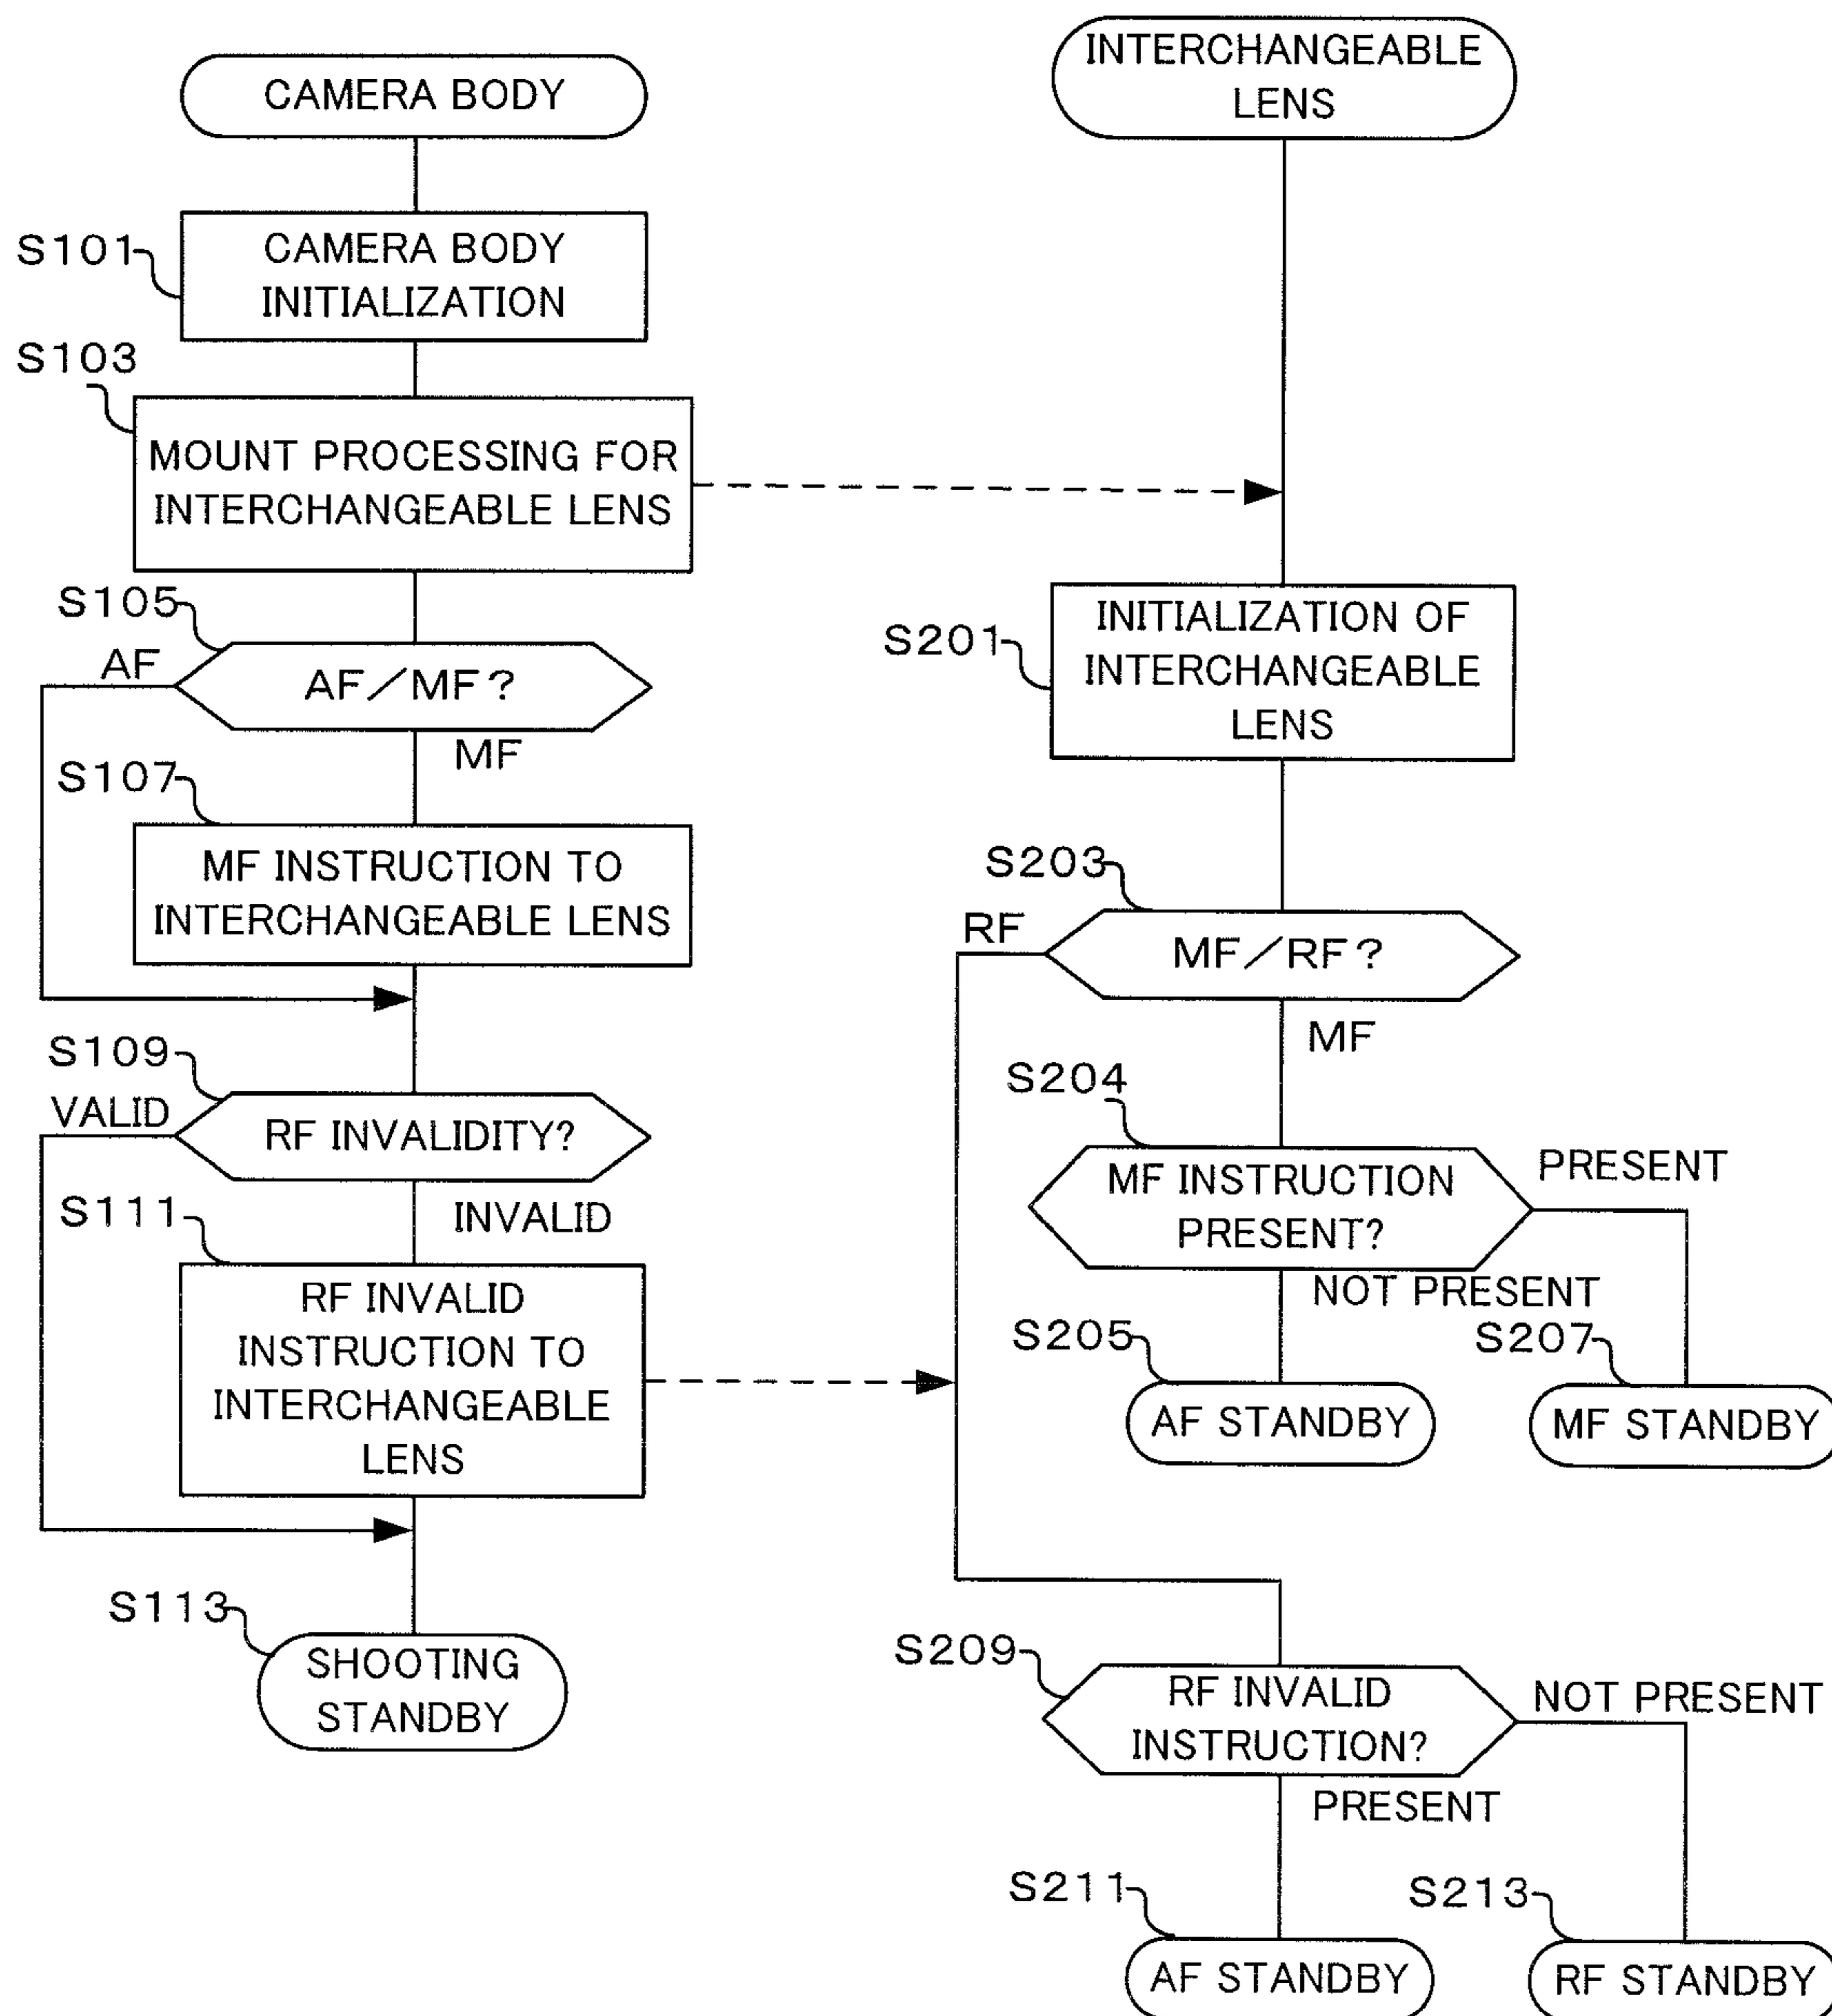 CAMERA BODY
S101
CAMERA BODY
INITIALIZATION
S103
MOUNT PROCESSING FOR
INTERCHANGEABLE LENS
S105
AF
AF／MF?
MF
S107
MF INSTRUCTION TO
INTERCHANGEABLE LENS
S109
VALID
RF INVALIDITY?
INVALID
S111
RF INVALID
INSTRUCTION TO
INTERCHANGEABLE
LENS
S113
SHOOTING
STANDBY
INTERCHANGEABLE
LENS
S201
INITIALIZATION OF
INTERCHANGEABLE
LENS
S203
RF
MF／RF?
MF
S204
MF INSTRUCTION
PRESENT?
PRESENT
NOT PRESENT
S205
AF STANDBY
S207
MF STANDBY
S209
RF INVALID
INSTRUCTION?
NOT PRESENT
PRESENT
S211
AF STANDBY
S213
RF STANDBY